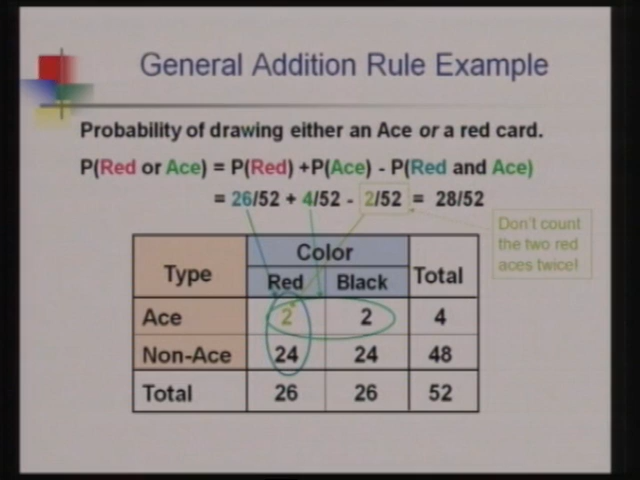 General Addition Rule Example
Probability of drawing either an Ace or a red card.
P(Red or Ace) = P(Red) +P(Ace) - P(Red and Ace)
= 26/52 + 4/52 - 2/52 = 28/52
Don't count
the two red
aces twice!
Type Color Total
Red Black
Ace 2 2 4
Non-Ace 24 24 48
Total 26 26 52